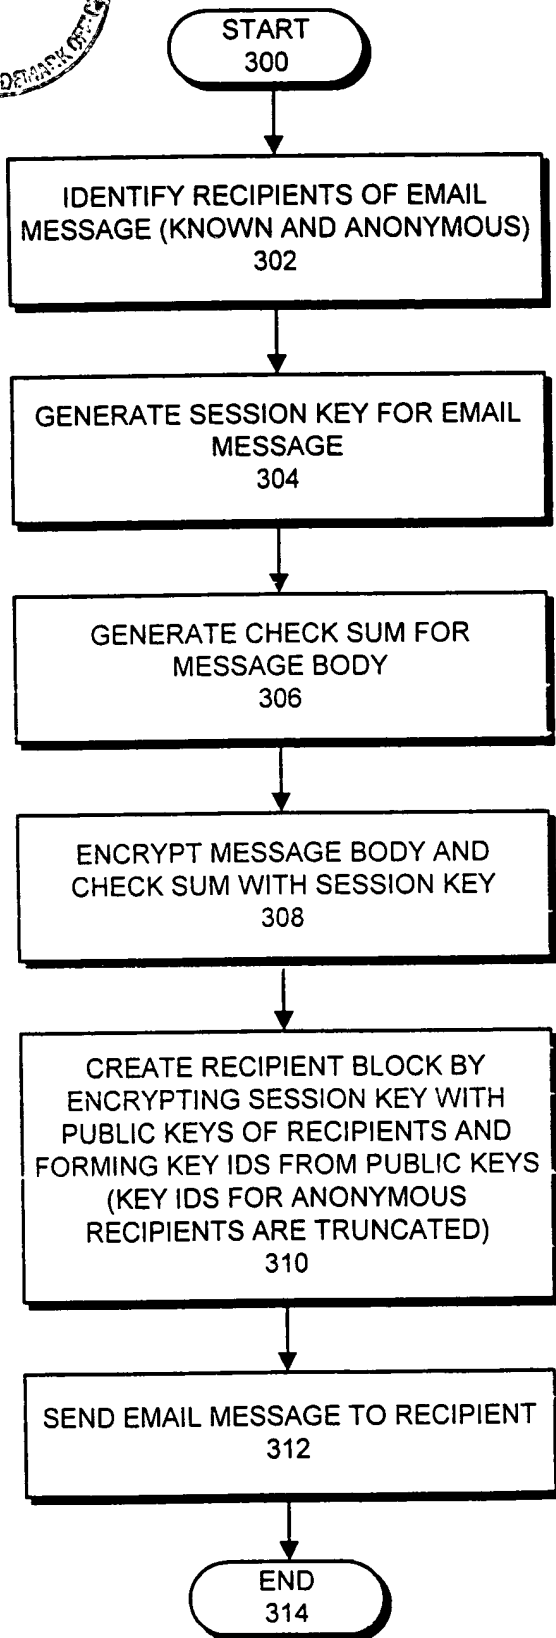 START
300
IDENTIFY RECIPIENTS OF EMAIL
MESSAGE (KNOWN AND ANONYMOUS)
302
GENERATE SESSION KEY FOR EMAIL
MESSAGE
304
GENERATE CHECK SUM FOR
MESSAGE BODY
306
ENCRYPT MESSAGE BODY AND
CHECK SUM WITH SESSION KEY
308
CREATE RECIPIENT BLOCK BY
ENCRYPTING SESSION KEY WITH
PUBLIC KEYS OF RECIPIENTS AND
FORMING KEY IDS FROM PUBLIC KEYS
(KEY IDS FOR ANONYMOUS
RECIPIENTS ARE TRUNCATED)
310
SEND EMAIL MESSAGE TO RECIPIENT
312
END
314